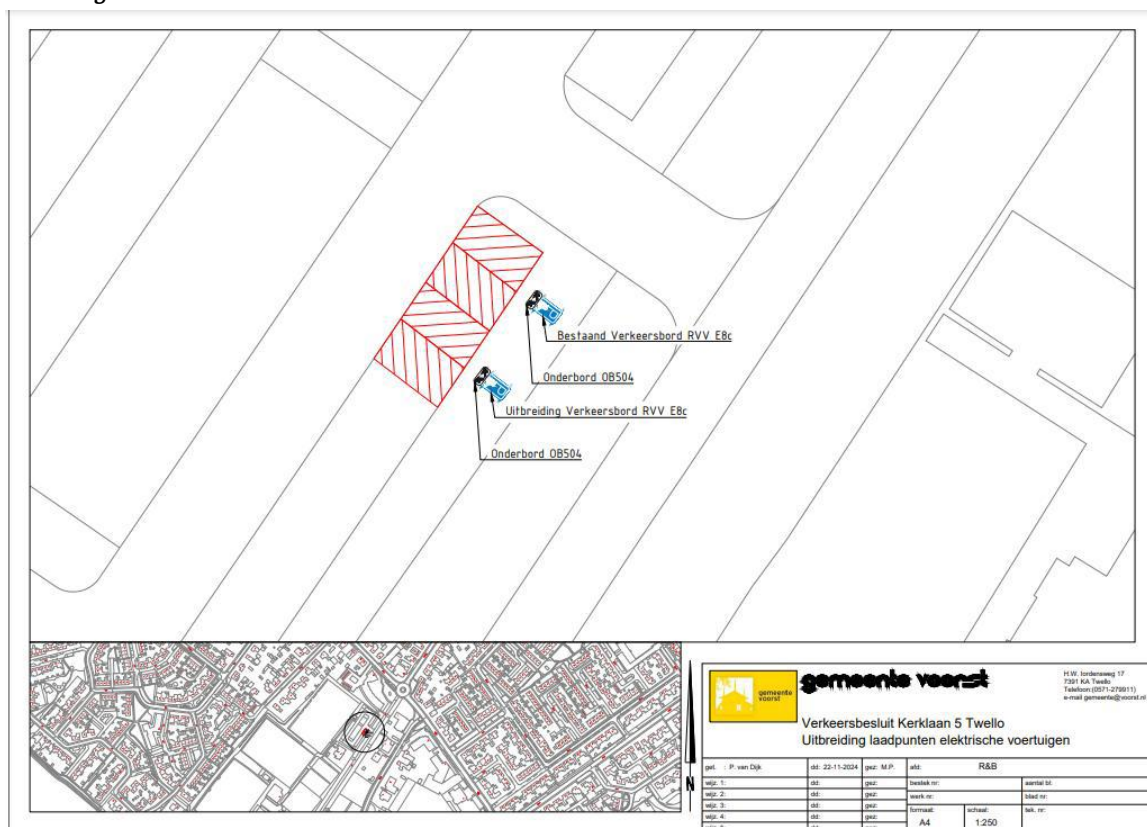 Bestaand Verkeersbord RVV E8c
Onderbord OB504
Uitbreiding Verkeersbord RVV E8c
Onderbord OB504
N
gemeente
voorst
gemeente voorst
H.W. Iordensweg 17
7391 KA Twello
Telefoon:(0571-279911)
e-mail gemeente@voorst.nl
Verkeersbesluit Kerklaan 5 Twello
Uitbreiding laadpunten elektrische voertuigen
get. : P. van Dijk dd: 22-11-2024 gez: M.P. afd: R&B
wijz. 1: dd: gez: bestek nr: aantal bl.
wijz. 2: dd: gez: werk nr: blad nr:
wijz. 3: dd: gez: formaat: schaal: tek. nr:
wijz. 4: dd: gez: A4 1:250